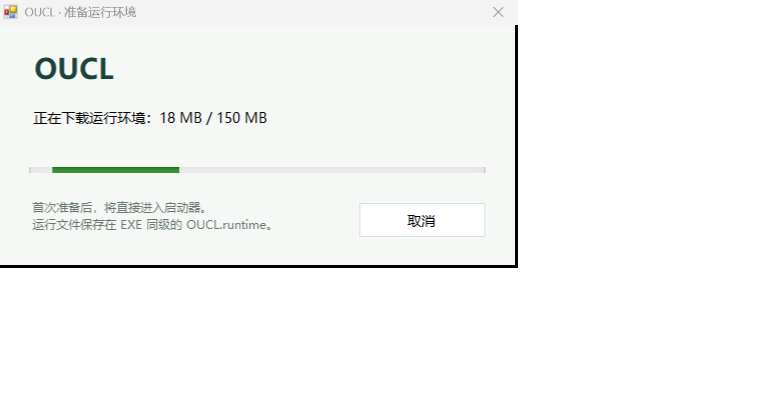 OUCL · 准备运行环境
OUCL
正在下载运行环境：18 MB / 150 MB
首次准备后，将直接进入启动器。
运行文件保存在 EXE 同级的 OUCL.runtime。
取消